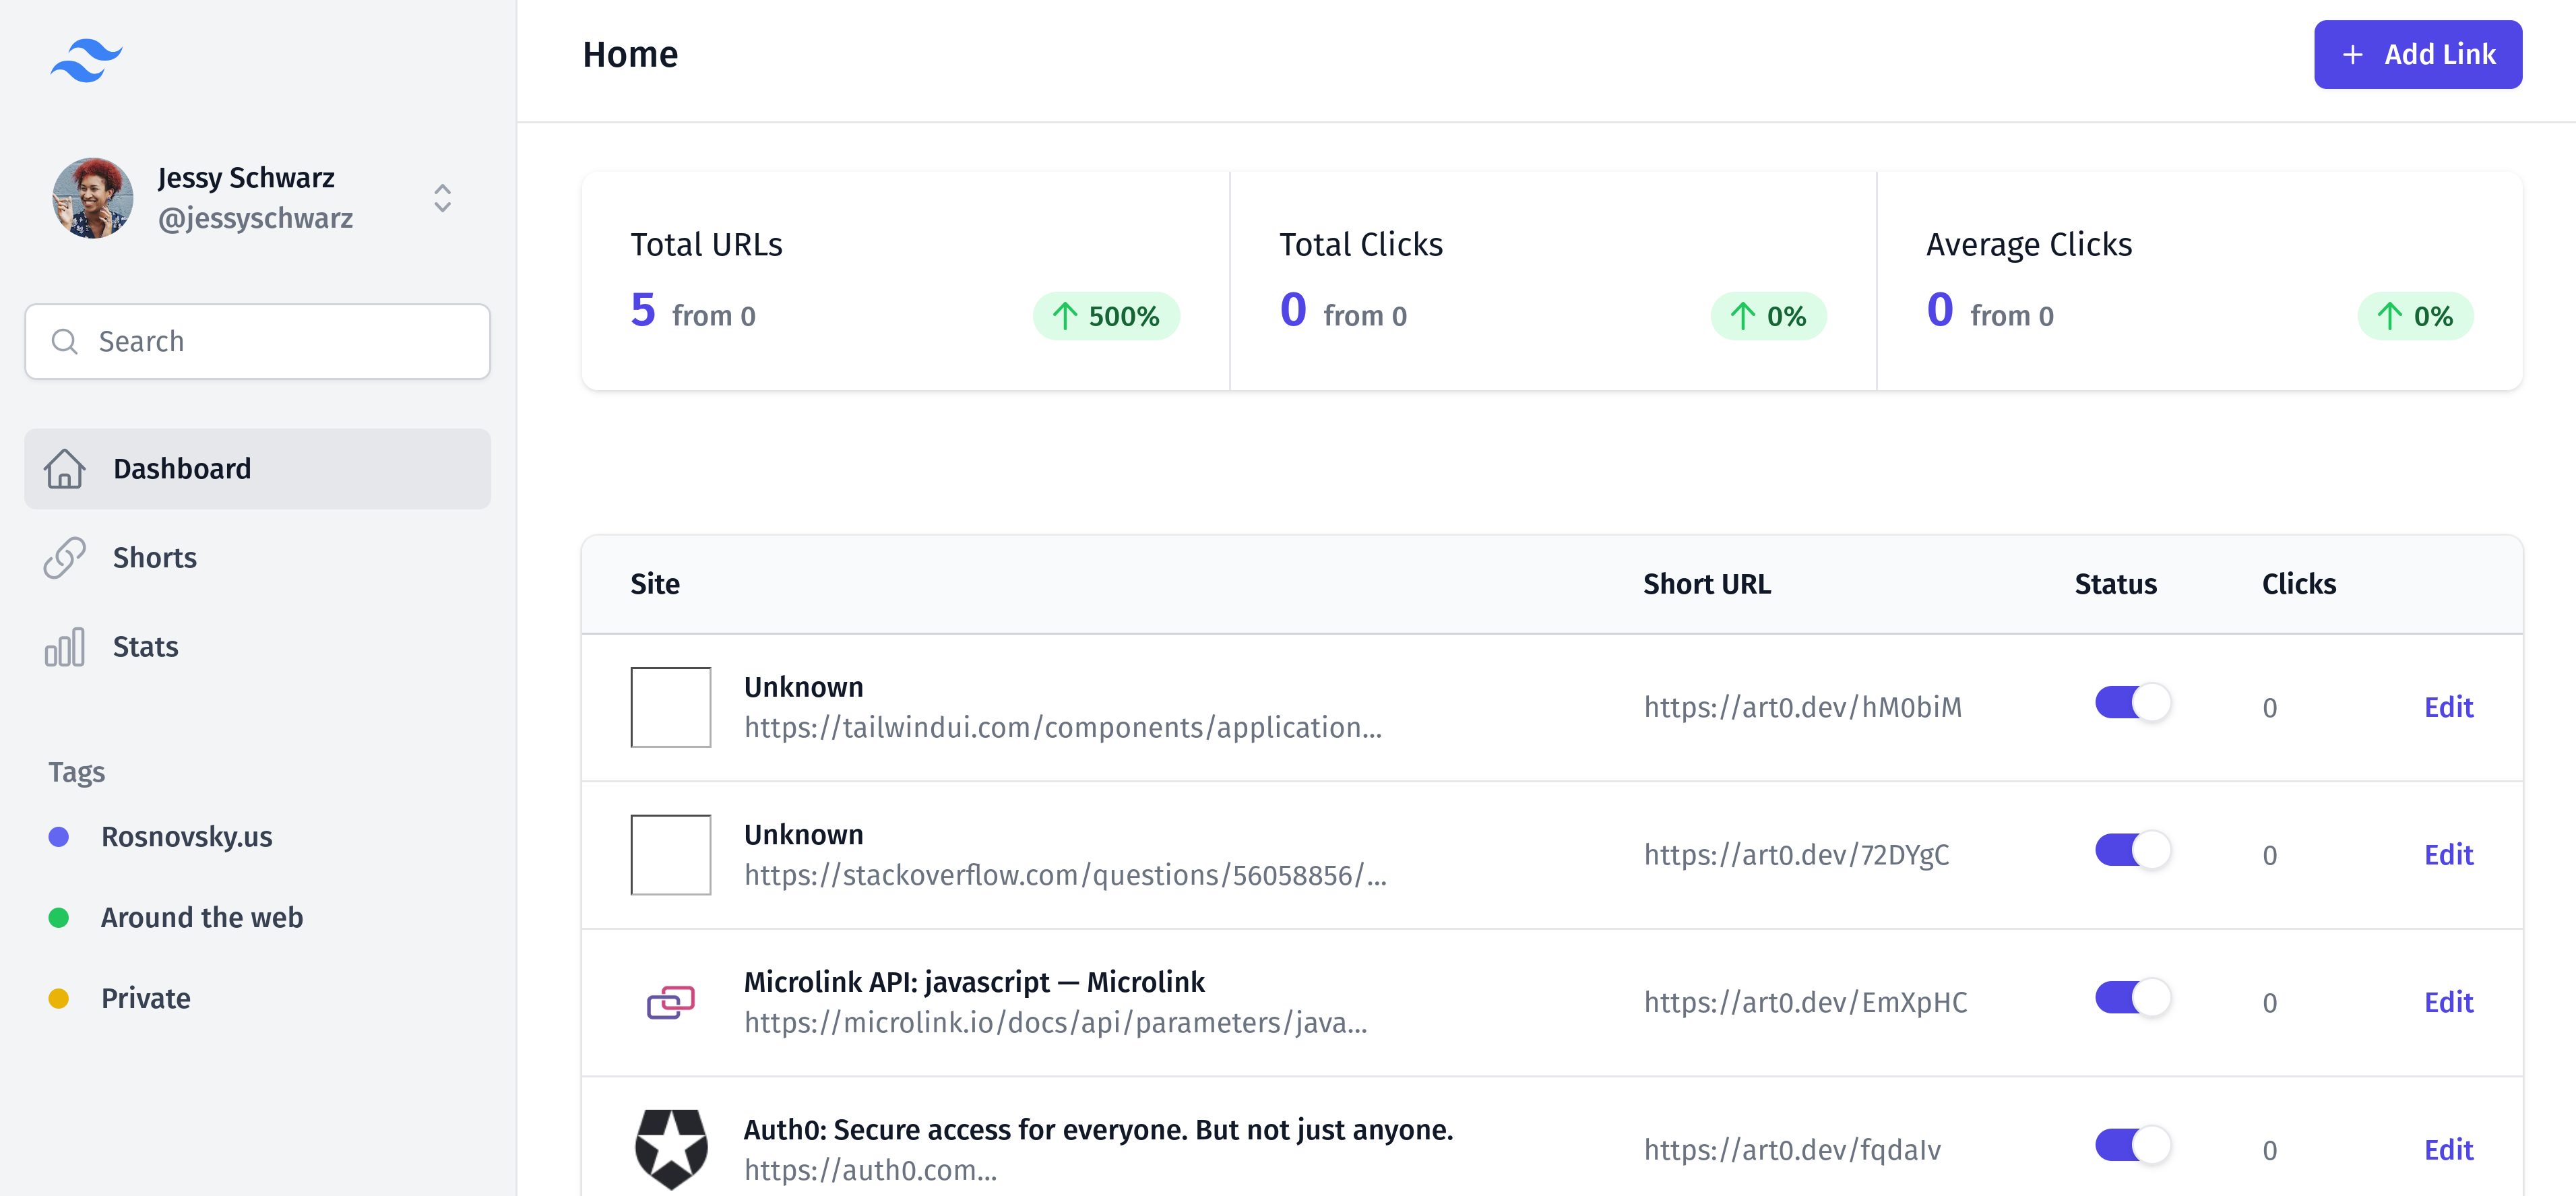 Home
+ Add Link
Jessy Schwarz
@jessyschwarz
Search
Dashboard
Shorts
Stats
Tags
Rosnovsky.us
Around the web
Private
Total URLs
5 from 0
500%
Total Clicks
0 from 0
0%
Average Clicks
0 from 0
0%
Site Short URL Status Clicks
Unknown
https://tailwindui.com/components/application...
https://art0.dev/hM0biM 0 Edit
Unknown
https://stackoverflow.com/questions/56058856/...
https://art0.dev/72DYgC 0 Edit
Microlink API: javascript — Microlink
https://microlink.io/docs/api/parameters/java...
https://art0.dev/EmXpHC 0 Edit
Auth0: Secure access for everyone. But not just anyone.
https://auth0.com...
https://art0.dev/fqdaIv 0 Edit